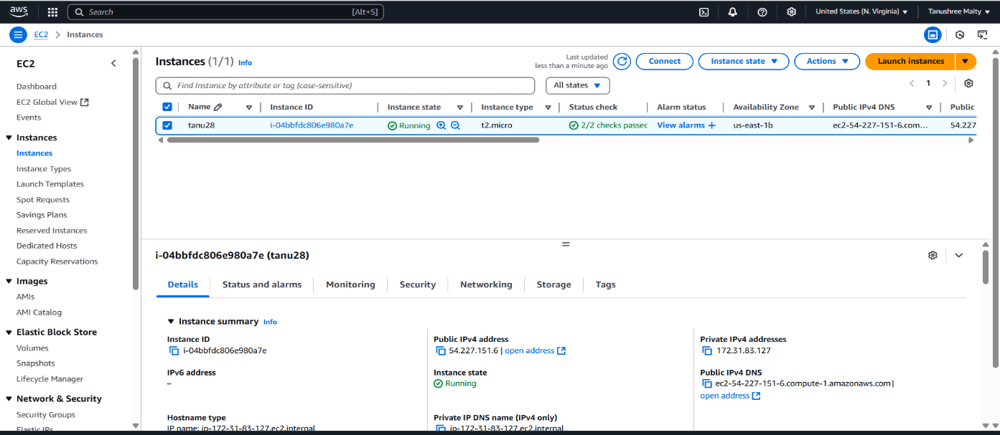 aws
Search [Alt+S] United States (N. Virginia) Tanushree Maity
EC2 > Instances
EC2
Dashboard
EC2 Global View
Events
Instances
Instances
Instance Types
Launch Templates
Spot Requests
Savings Plans
Reserved Instances
Dedicated Hosts
Capacity Reservations
Images
AMIs
AMI Catalog
Elastic Block Store
Volumes
Snapshots
Lifecycle Manager
Network & Security
Security Groups
Elastic IPs
Instances (1/1) Info
Last updated
less than a minute ago
Connect Instance state Actions Launch instances
Find Instance by attribute or tag (case-sensitive) All states 1
Name Instance ID Instance state Instance type Status check Alarm status Availability Zone Public IPv4 DNS Public
tanu28 i-04bbfdc806e980a7e Running t2.micro 2/2 checks passec View alarms + us-east-1b ec2-54-227-151-6.com... 54.227
i-04bbfdc806e980a7e (tanu28)
Details Status and alarms Monitoring Security Networking Storage Tags
Instance summary Info
Instance ID
i-04bbfdc806e980a7e
Public IPv4 address
54.227.151.6 | open address
Private IPv4 addresses
172.31.83.127
IPv6 address
–
Instance state
Running
Public IPv4 DNS
ec2-54-227-151-6.compute-1.amazonaws.com |
open address
Hostname type
IP name: ip-172-31-83-127.ec2.internal
Private IP DNS name (IPv4 only)
ip-172-31-83-127.ec2.internal